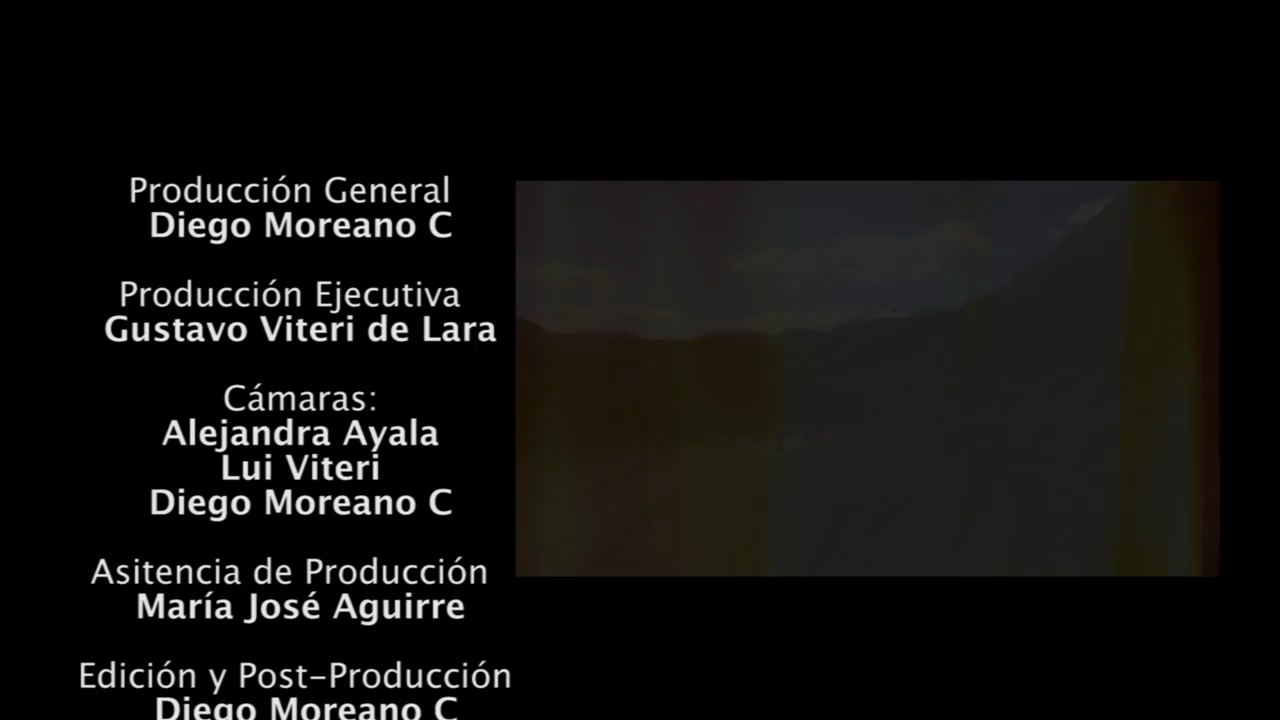 Producción General
Diego Moreano C
Producción Ejecutiva
Gustavo Viteri de Lara
Cámaras:
Alejandra Ayala
Lui Viteri
Diego Moreano C
Asitencia de Producción
María José Aguirre
Edición y Post-Producción
Diego Moreano C